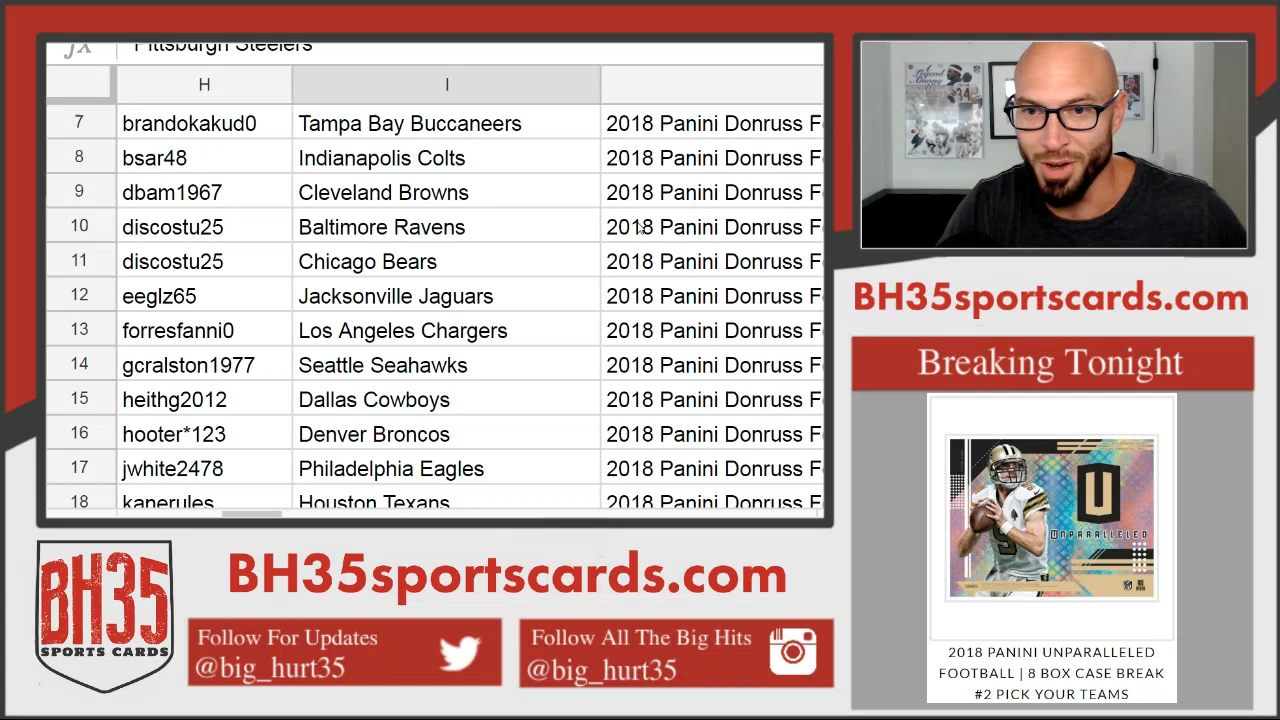 fx Pittsburgh Steelers
H I
7 brandokakud0 Tampa Bay Buccaneers 2018 Panini Donruss F
8 bsar48 Indianapolis Colts 2018 Panini Donruss F
9 dbam1967 Cleveland Browns 2018 Panini Donruss F
10 discostu25 Baltimore Ravens 2018 Panini Donruss F
11 discostu25 Chicago Bears 2018 Panini Donruss F
12 eeglz65 Jacksonville Jaguars 2018 Panini Donruss F
13 forresfanni0 Los Angeles Chargers 2018 Panini Donruss F
14 gcralston1977 Seattle Seahawks 2018 Panini Donruss F
15 heithg2012 Dallas Cowboys 2018 Panini Donruss F
16 hooter*123 Denver Broncos 2018 Panini Donruss F
17 jwhite2478 Philadelphia Eagles 2018 Panini Donruss F
18 kanerules Houston Texans 2018 Panini Donruss F
34
BH35sportscards.com
Breaking Tonight
U
UNPARALLELED
2018 PANINI UNPARALLELED
FOOTBALL | 8 BOX CASE BREAK
#2 PICK YOUR TEAMS
BH35
SPORTS CARDS
BH35sportscards.com
Follow For Updates
@big_hurt35
Follow All The Big Hits
@big_hurt35